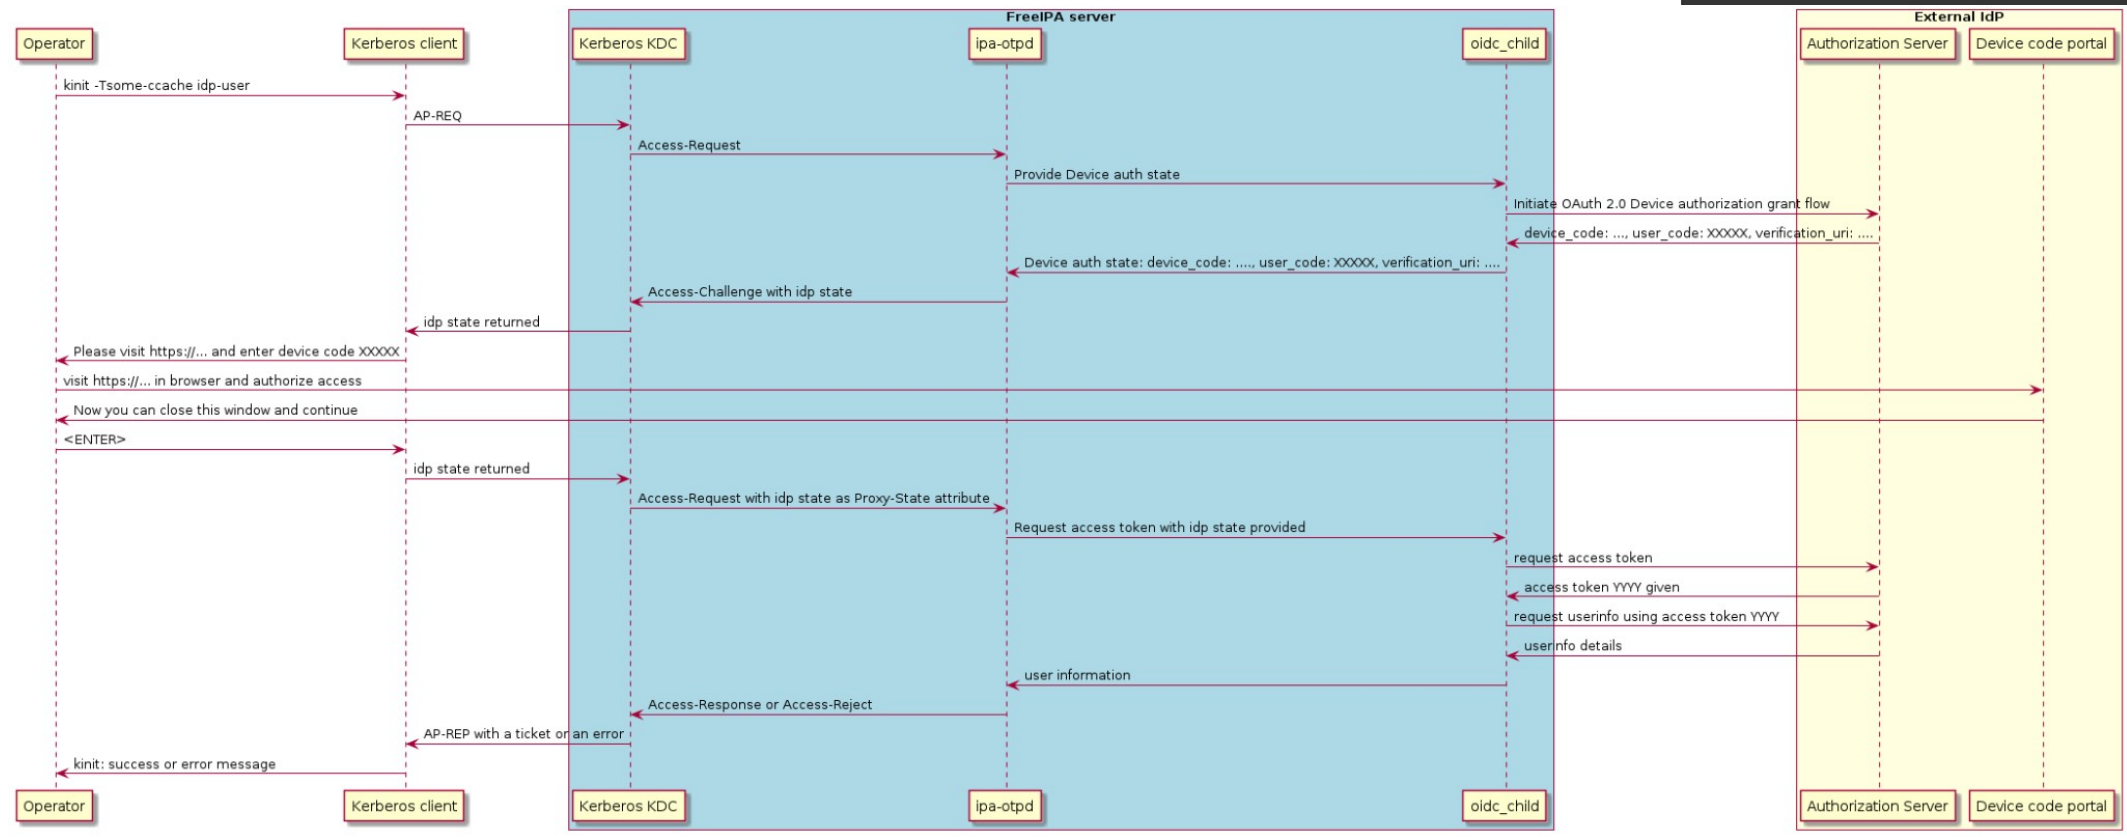 FreeIPA server
External IdP
Operator
Kerberos client
Kerberos KDC
ipa-otpd
oidc_child
Authorization Server
Device code portal
kinit -Tsome-ccache idp-user
AP-REQ
Access-Request
Provide Device auth state
Initiate OAuth 2.0 Device authorization grant flow
device_code: ..., user_code: XXXXX, verification_uri: ....
Device auth state: device_code: ...., user_code: XXXXX, verification_uri: ....
Access-Challenge with idp state
idp state returned
Please visit https://... and enter device code XXXXX
visit https://... in browser and authorize access
Now you can close this window and continue
<ENTER>
idp state returned
Access-Request with idp state as Proxy-State attribute
Request access token with idp state provided
request access token
access token YYYY given
request userinfo using access token YYYY
userinfo details
user information
Access-Response or Access-Reject
AP-REP with a ticket or an error
kinit: success or error message
Operator
Kerberos client
Kerberos KDC
ipa-otpd
oidc_child
Authorization Server
Device code portal